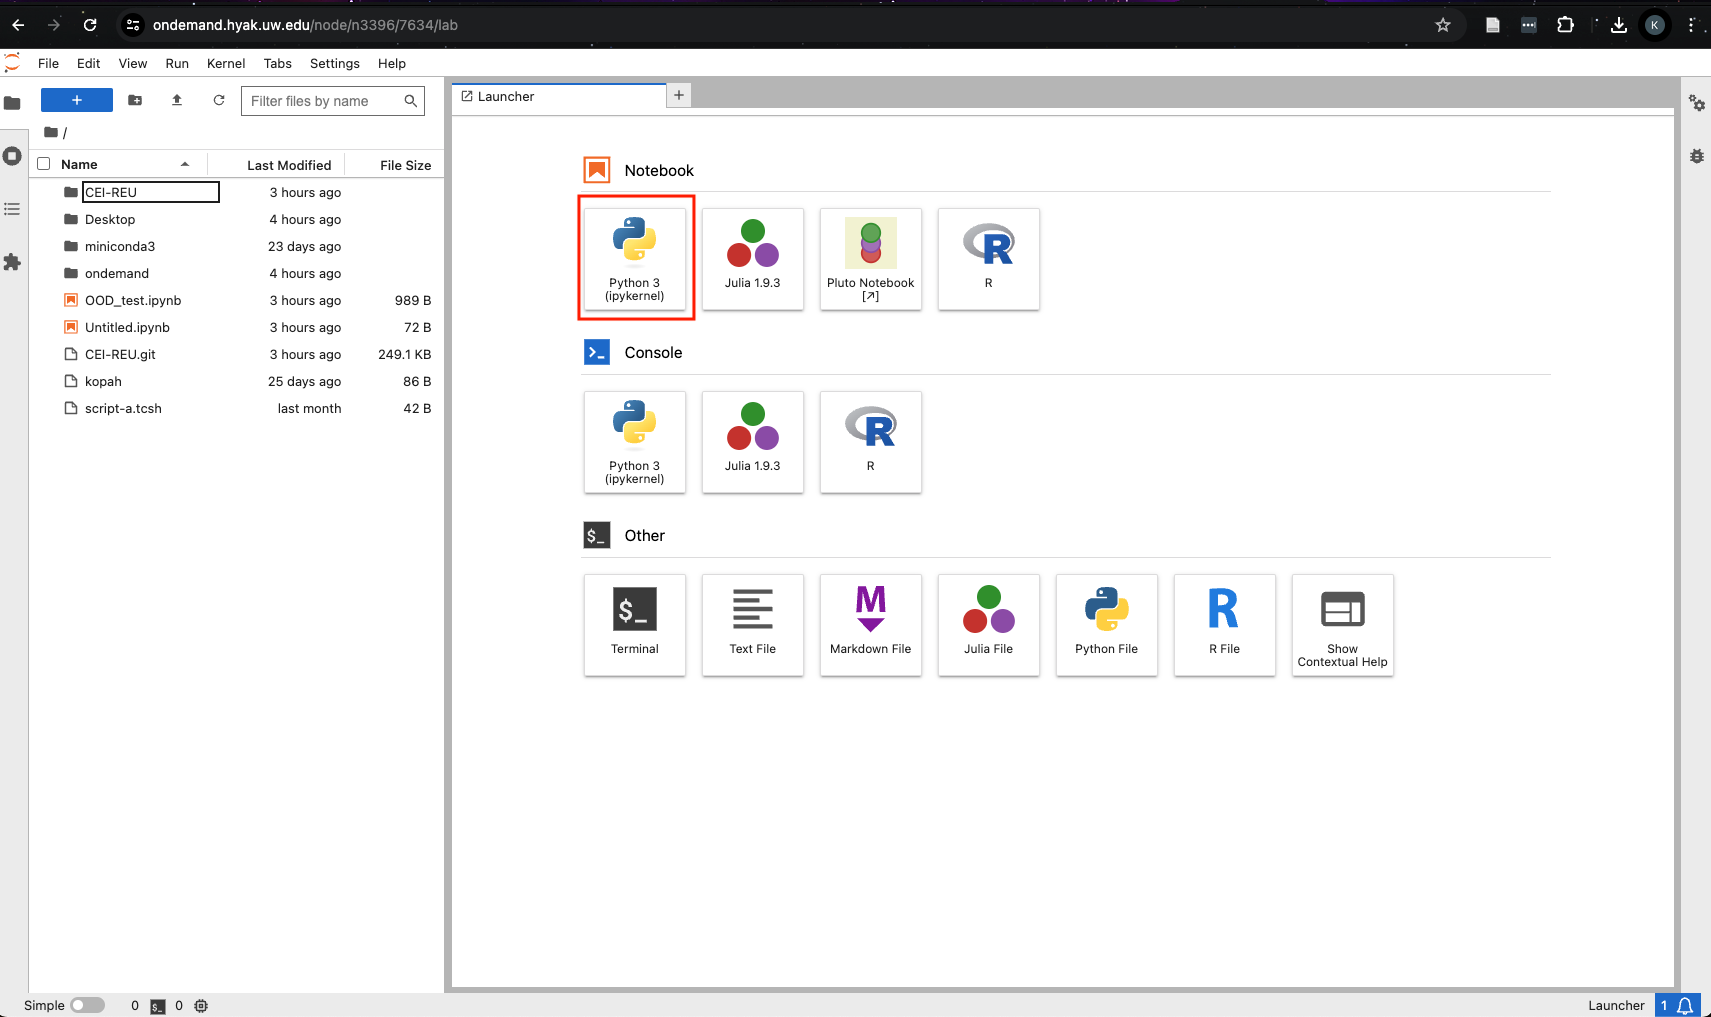 ondemand.hyak.uw.edu/node/n3396/7634/lab
K
File Edit View Run Kernel Tabs Settings Help
+
Filter files by name
/
Name Last Modified File Size
CEI-REU 3 hours ago
Desktop 4 hours ago
miniconda3 23 days ago
ondemand 4 hours ago
OOD_test.ipynb 3 hours ago 989 B
Untitled.ipynb 3 hours ago 72 B
CEI-REU.git 3 hours ago 249.1 KB
kopah 25 days ago 86 B
script-a.tcsh last month 42 B
Launcher +
Notebook
Python 3
(ipykernel)
Julia 1.9.3
Pluto Notebook
[↗]
R
R
Console
Python 3
(ipykernel)
Julia 1.9.3
R
R
$_ Other
$_
Terminal
Text File
M
Markdown File
Julia File
Python File
R
R File
Show
Contextual Help
Simple 0 $_ 0
Launcher 1